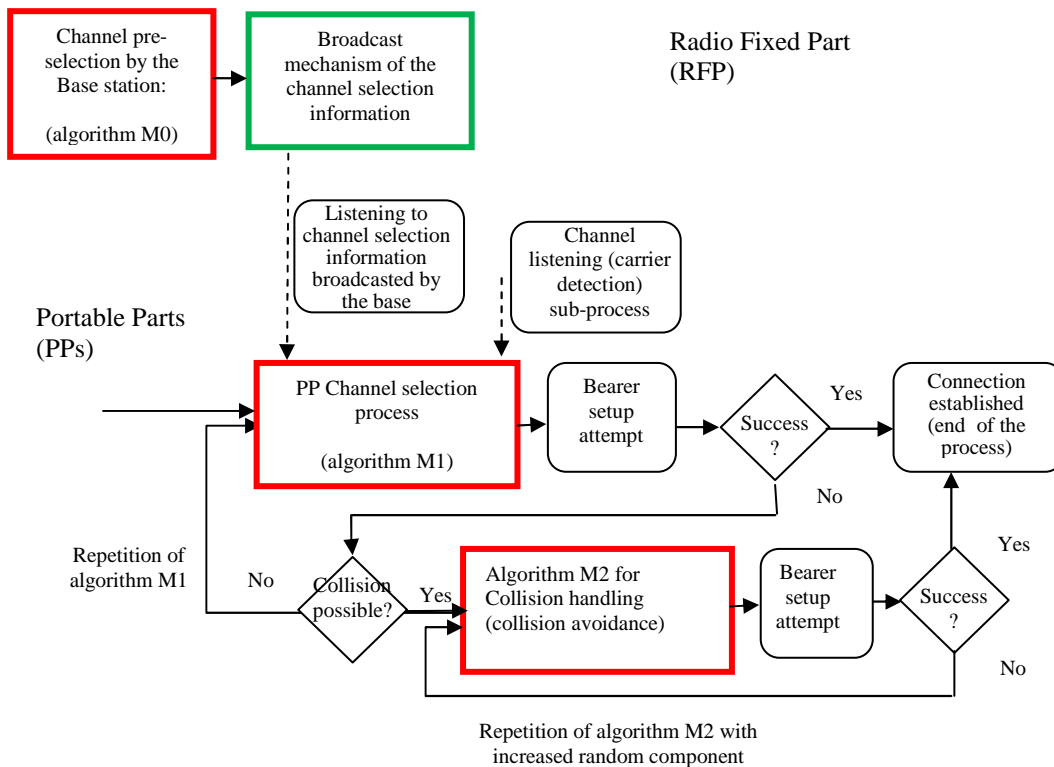 Channel pre-
selection by the
Base station:
(algorithm M0)
Broadcast
mechanism of the
channel selection
information
Radio Fixed Part
(RFP)
Listening to
channel selection
information
broadcasted by
the base
Channel
listening (carrier
detection)
sub-process
Portable Parts
(PPs)
PP Channel selection
process
(algorithm M1)
Bearer
setup
attempt
Success
?
Yes
Connection
established
(end of the
process)
No
Repetition of
algorithm M1
No
Collision
possible?
Yes
Algorithm M2 for
Collision handling
(collision avoidance)
Bearer
setup
attempt
Success
?
Yes
No
Repetition of algorithm M2 with
increased random component